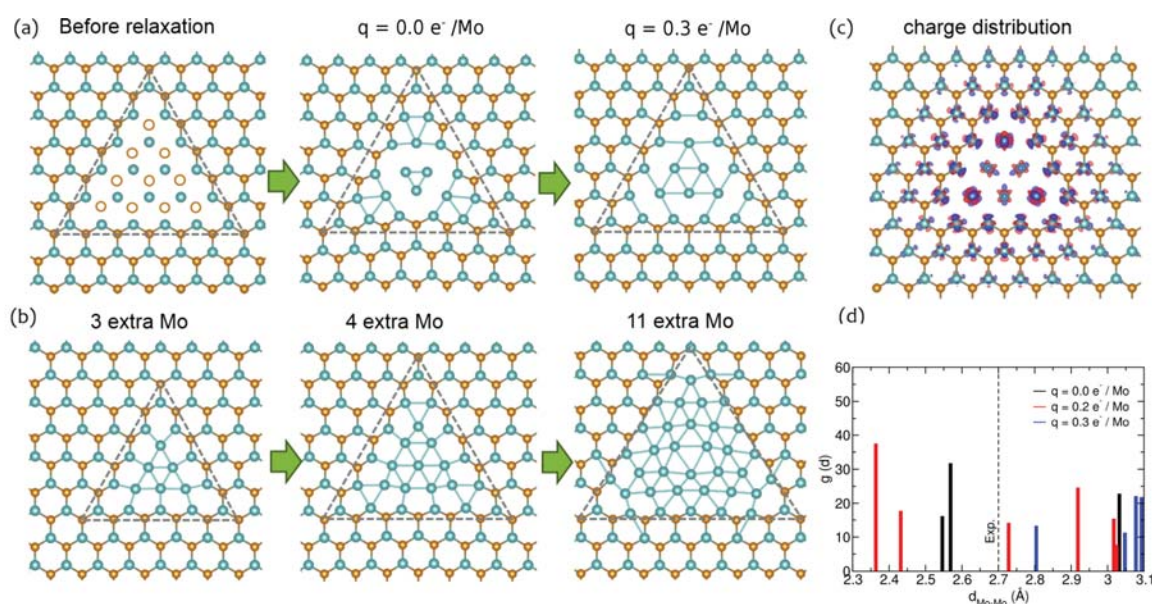 (a) Before relaxation q = 0.0 e⁻ /Mo q = 0.3 e⁻ /Mo (c) charge distribution
(b) 3 extra Mo 4 extra Mo 11 extra Mo (d)
60
50
40
30
20
10
0
g (d)
q = 0.0 e⁻ / Mo
q = 0.2 e⁻ / Mo
q = 0.3 e⁻ / Mo
Exp.
2.3 2.4 2.5 2.6 2.7 2.8 2.9 3 3.1
d Mo-Mo (Å)